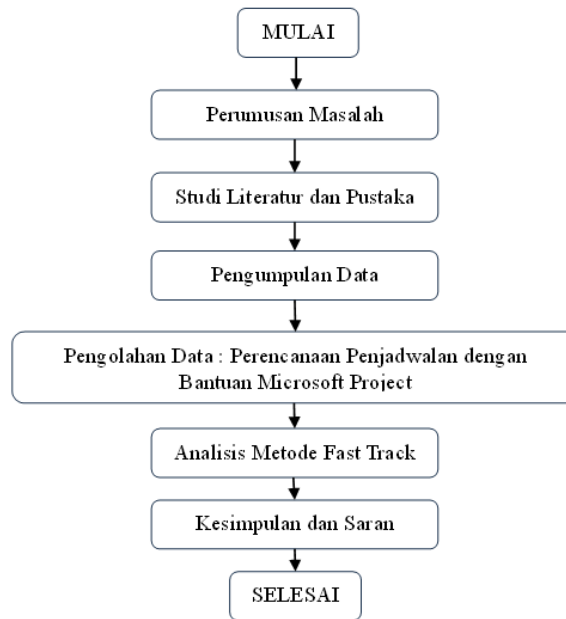 MULAI
Perumusan Masalah
Studi Literatur dan Pustaka
Pengumpulan Data
Pengolahan Data : Perencanaan Penjadwalan dengan
Bantuan Microsoft Project
Analisis Metode Fast Track
Kesimpulan dan Saran
SELESAI